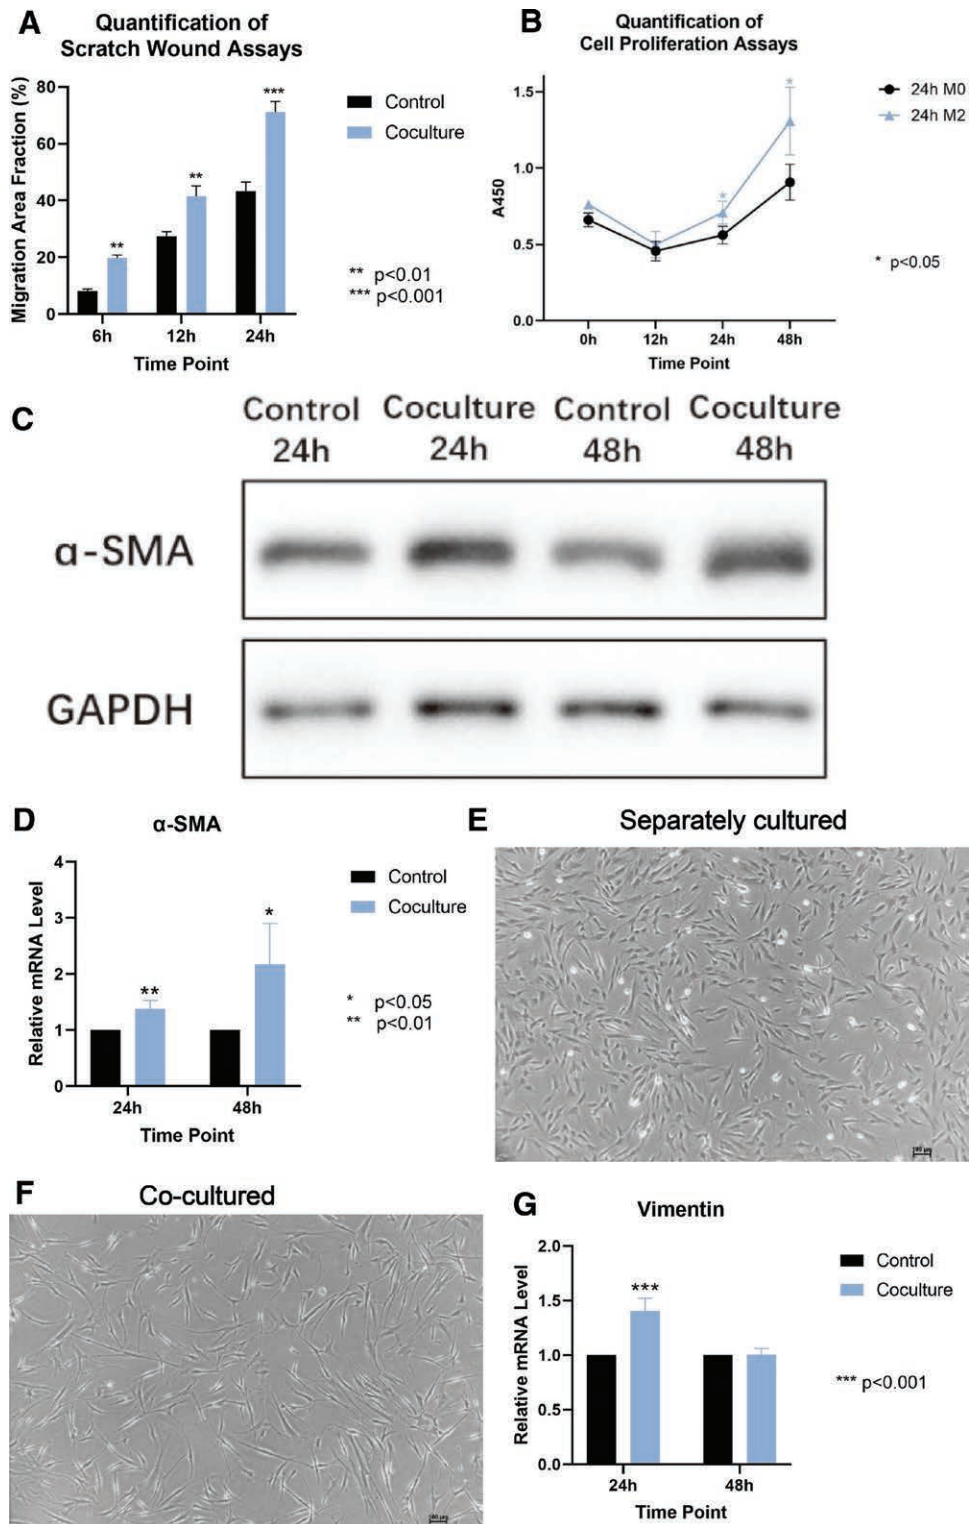 A
Quantification of
Scratch Wound Assays
Migration Area Fraction (%)
80
60
40
20
0
**
**
***
6h
12h
24h
Time Point
Control
Coculture
** p<0.01
*** p<0.001
B
Quantification of
Cell Proliferation Assays
A450
1.5
1.0
0.5
0.0
*
*
0h
12h
24h
48h
Time Point
24h M0
24h M2
* p<0.05
C
Control Coculture Control Coculture
24h 24h 48h 48h
α-SMA
GAPDH
D
α-SMA
Relative mRNA Level
4
3
2
1
0
**
*
24h
48h
Time Point
Control
Coculture
* p<0.05
** p<0.01
E
Separately cultured
F
Co-cultured
G
Vimentin
Relative mRNA Level
2.0
1.5
1.0
0.5
0.0
***
24h
48h
Time Point
Control
Coculture
*** p<0.001